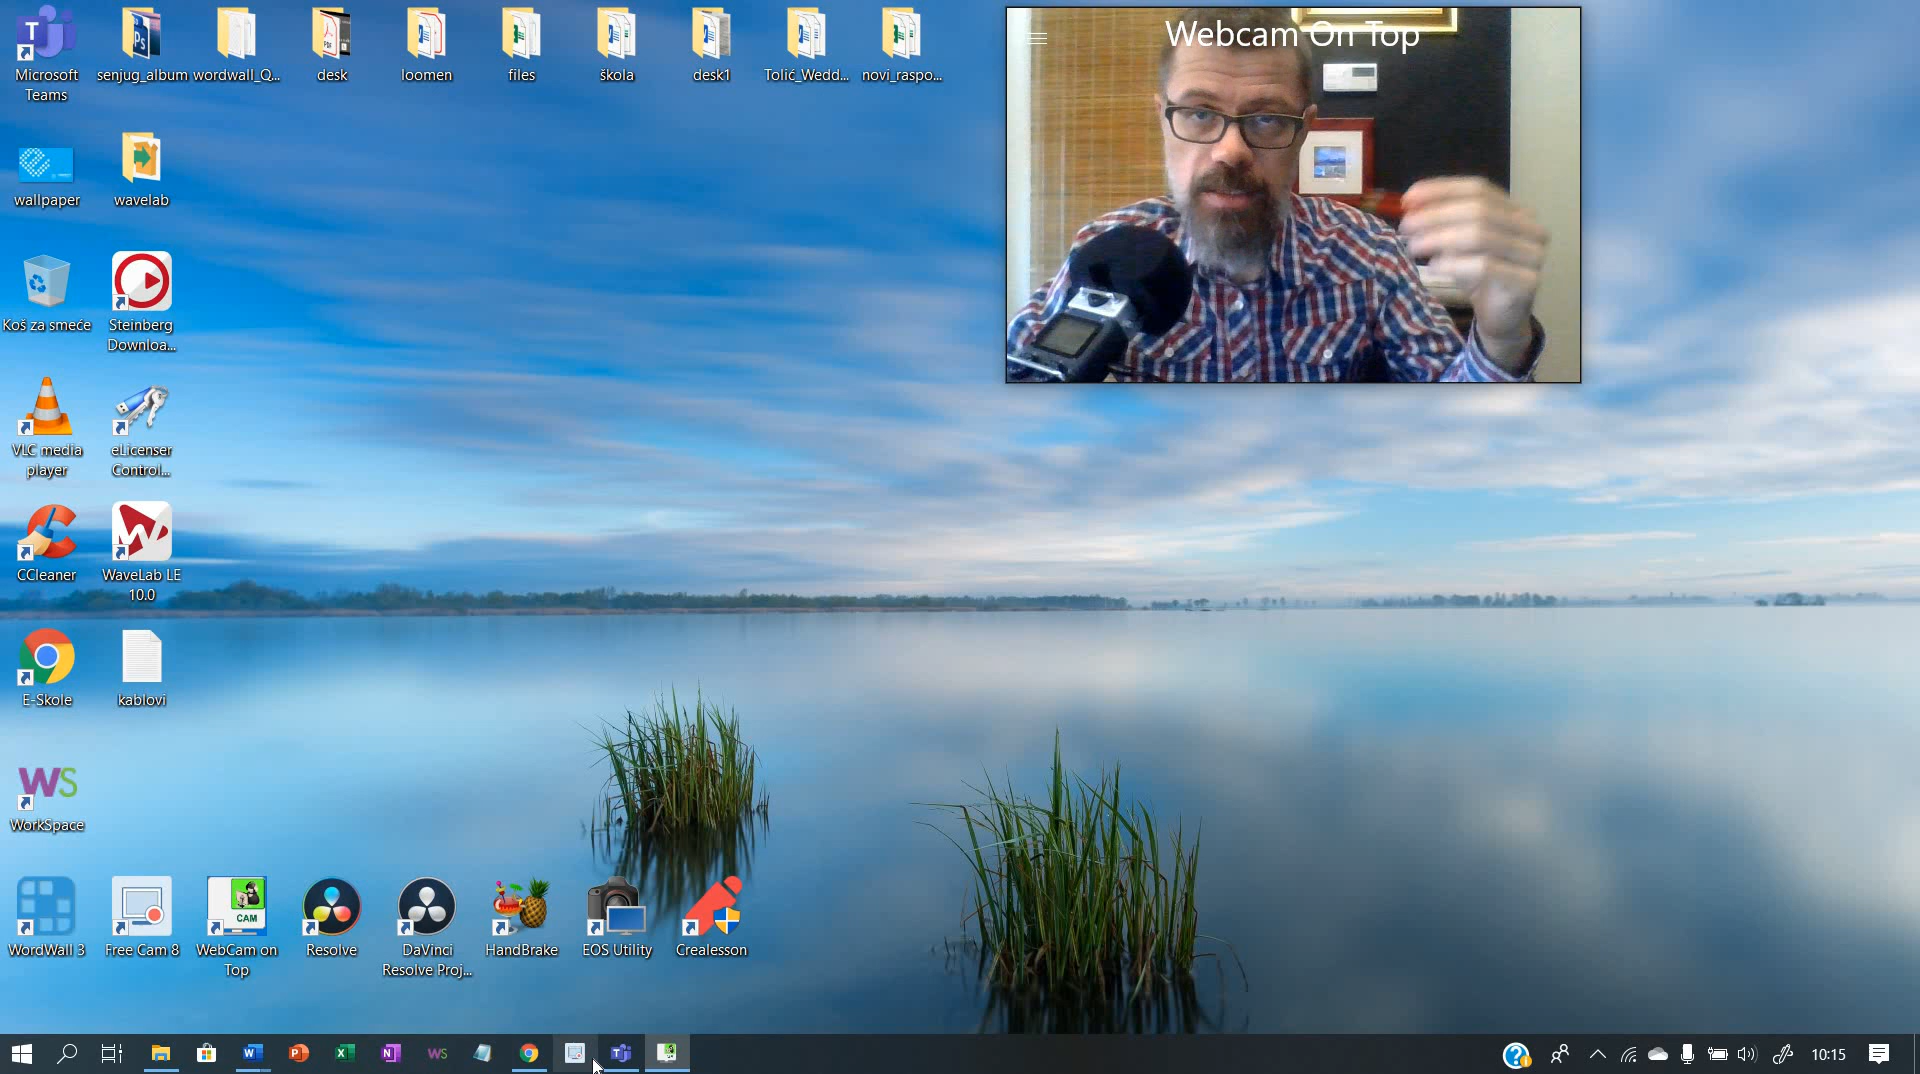 Microsoft
Teams
senjug_album
wordwall_Q...
desk
loomen
files
škola
desk1
Tolić_Wedd...
novi_raspo...
Webcam On Top
wallpaper
wavelab
Koš za smeće
Steinberg
Downloa...
VLC media
player
eLicenser
Control...
CCleaner
WaveLab LE
10.0
E-Skole
kablovi
WS
WorkSpace
CAM
WordWall 3
Free Cam 8
WebCam on
Top
Resolve
DaVinci
Resolve Proj...
HandBrake
EOS Utility
Crealesson
10:15